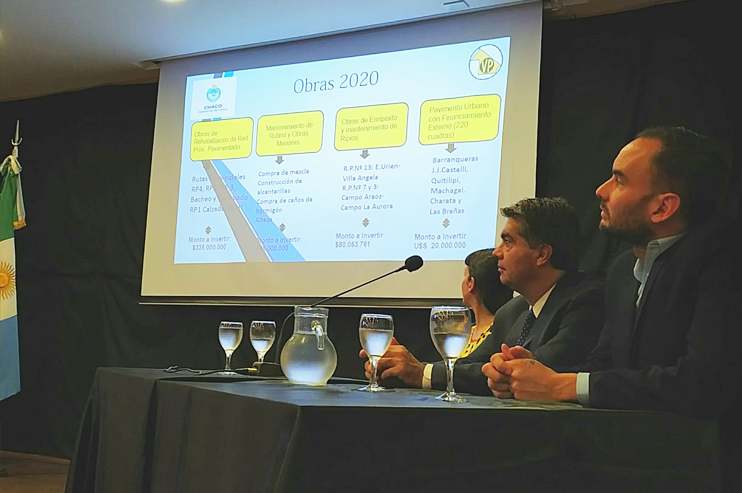 Obras 2020
CHACO
VP
Obras de
Rehabilitación de Red
Prov. Pavimentada
Mantenimiento de
Rutina y Obras
Menores
Obras de Enripiado
y mantenimiento de
Ripios
Pavimento Urbano
con Financiamiento
Externo (220
cuadras)
Rutas
RP4,
Bacheo y
RP1 Calzada
Monto a Invertir:
Compra de mezcla
Construcción de
alcantarillas
Compra de caños de
hormigón
Monto a Invertir:
R.P.Nº 13: E. Urien-
Villa Angela
R.P.Nº 7 y 3:
Campo Araoz-
Campo La Aurora
Monto a Invertir:
$80.053.761
Barranqueras
J.J.Castelli,
Quitilipi,
Machagai,
Charata y
Las Breñas
Monto a Invertir:
U$S 20.000.000